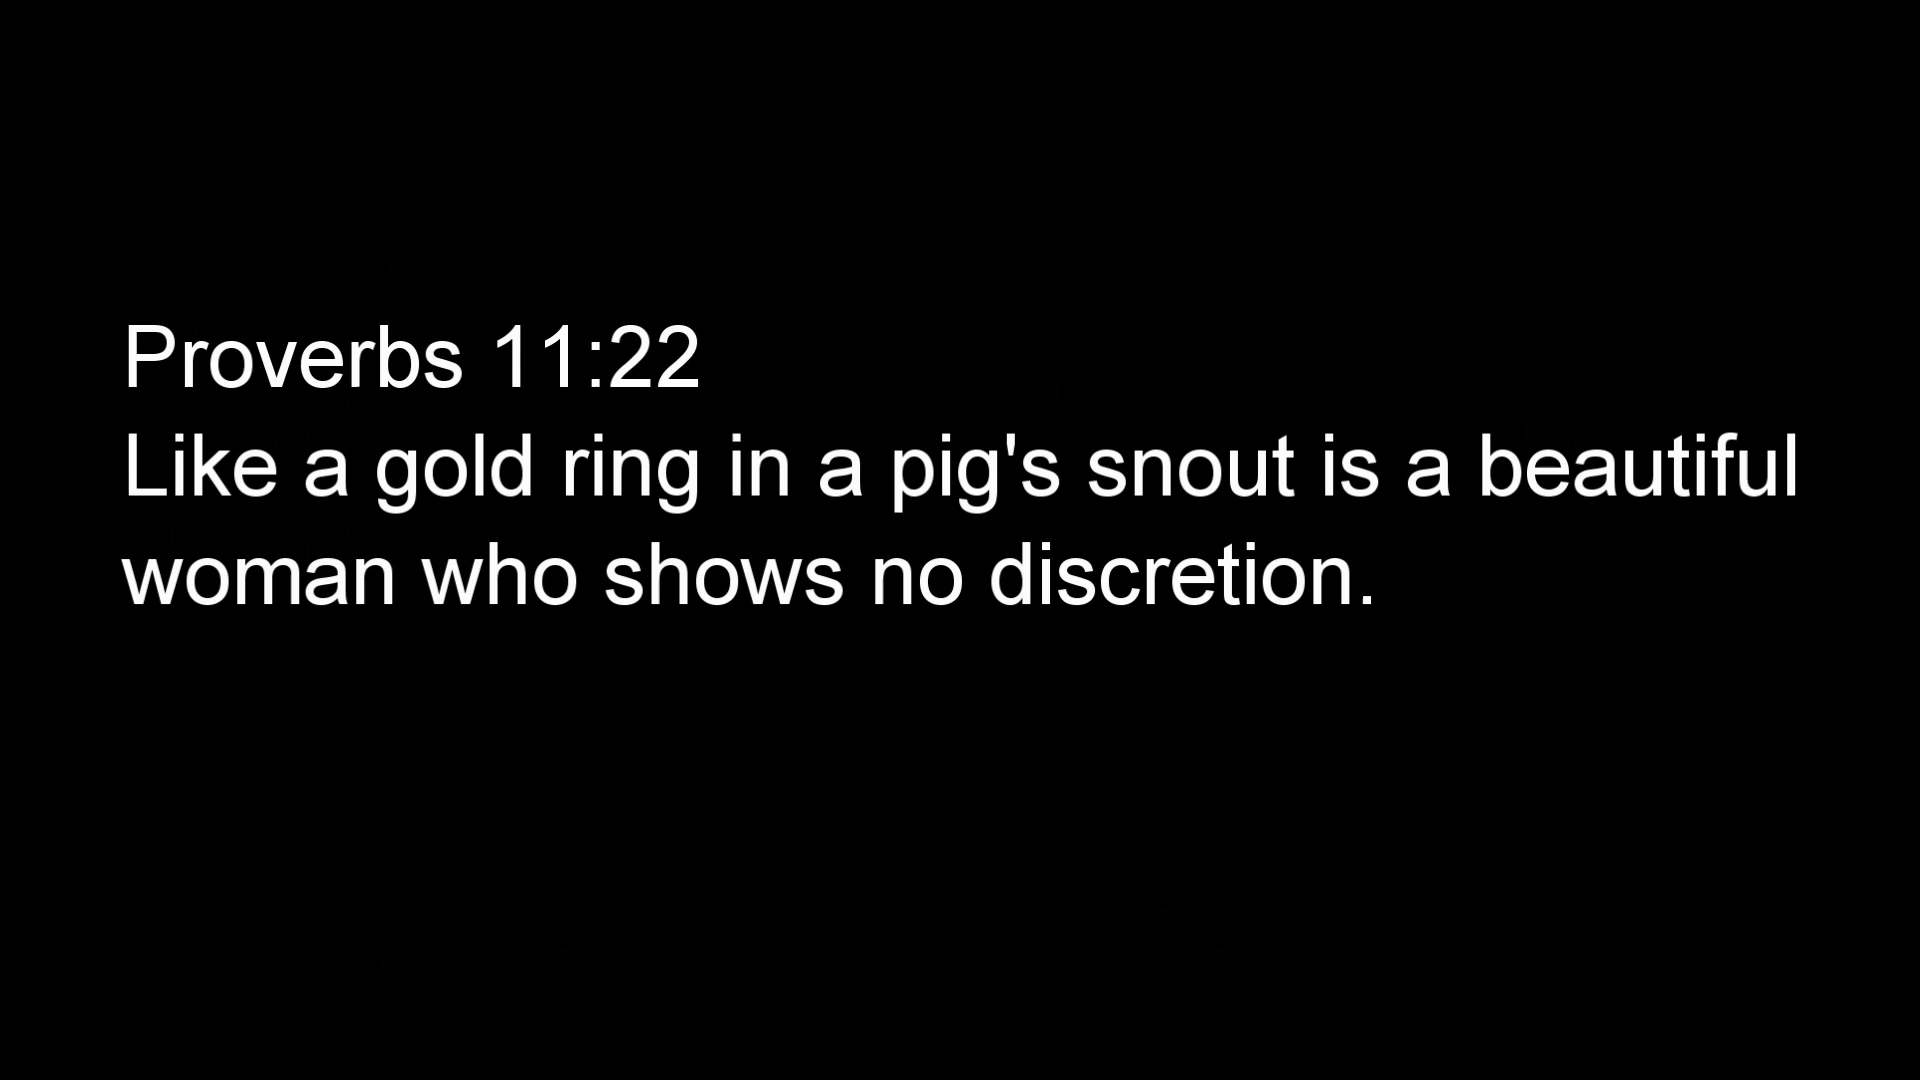 Proverbs 11:22
Like a gold ring in a pig's snout is a beautiful
woman who shows no discretion.